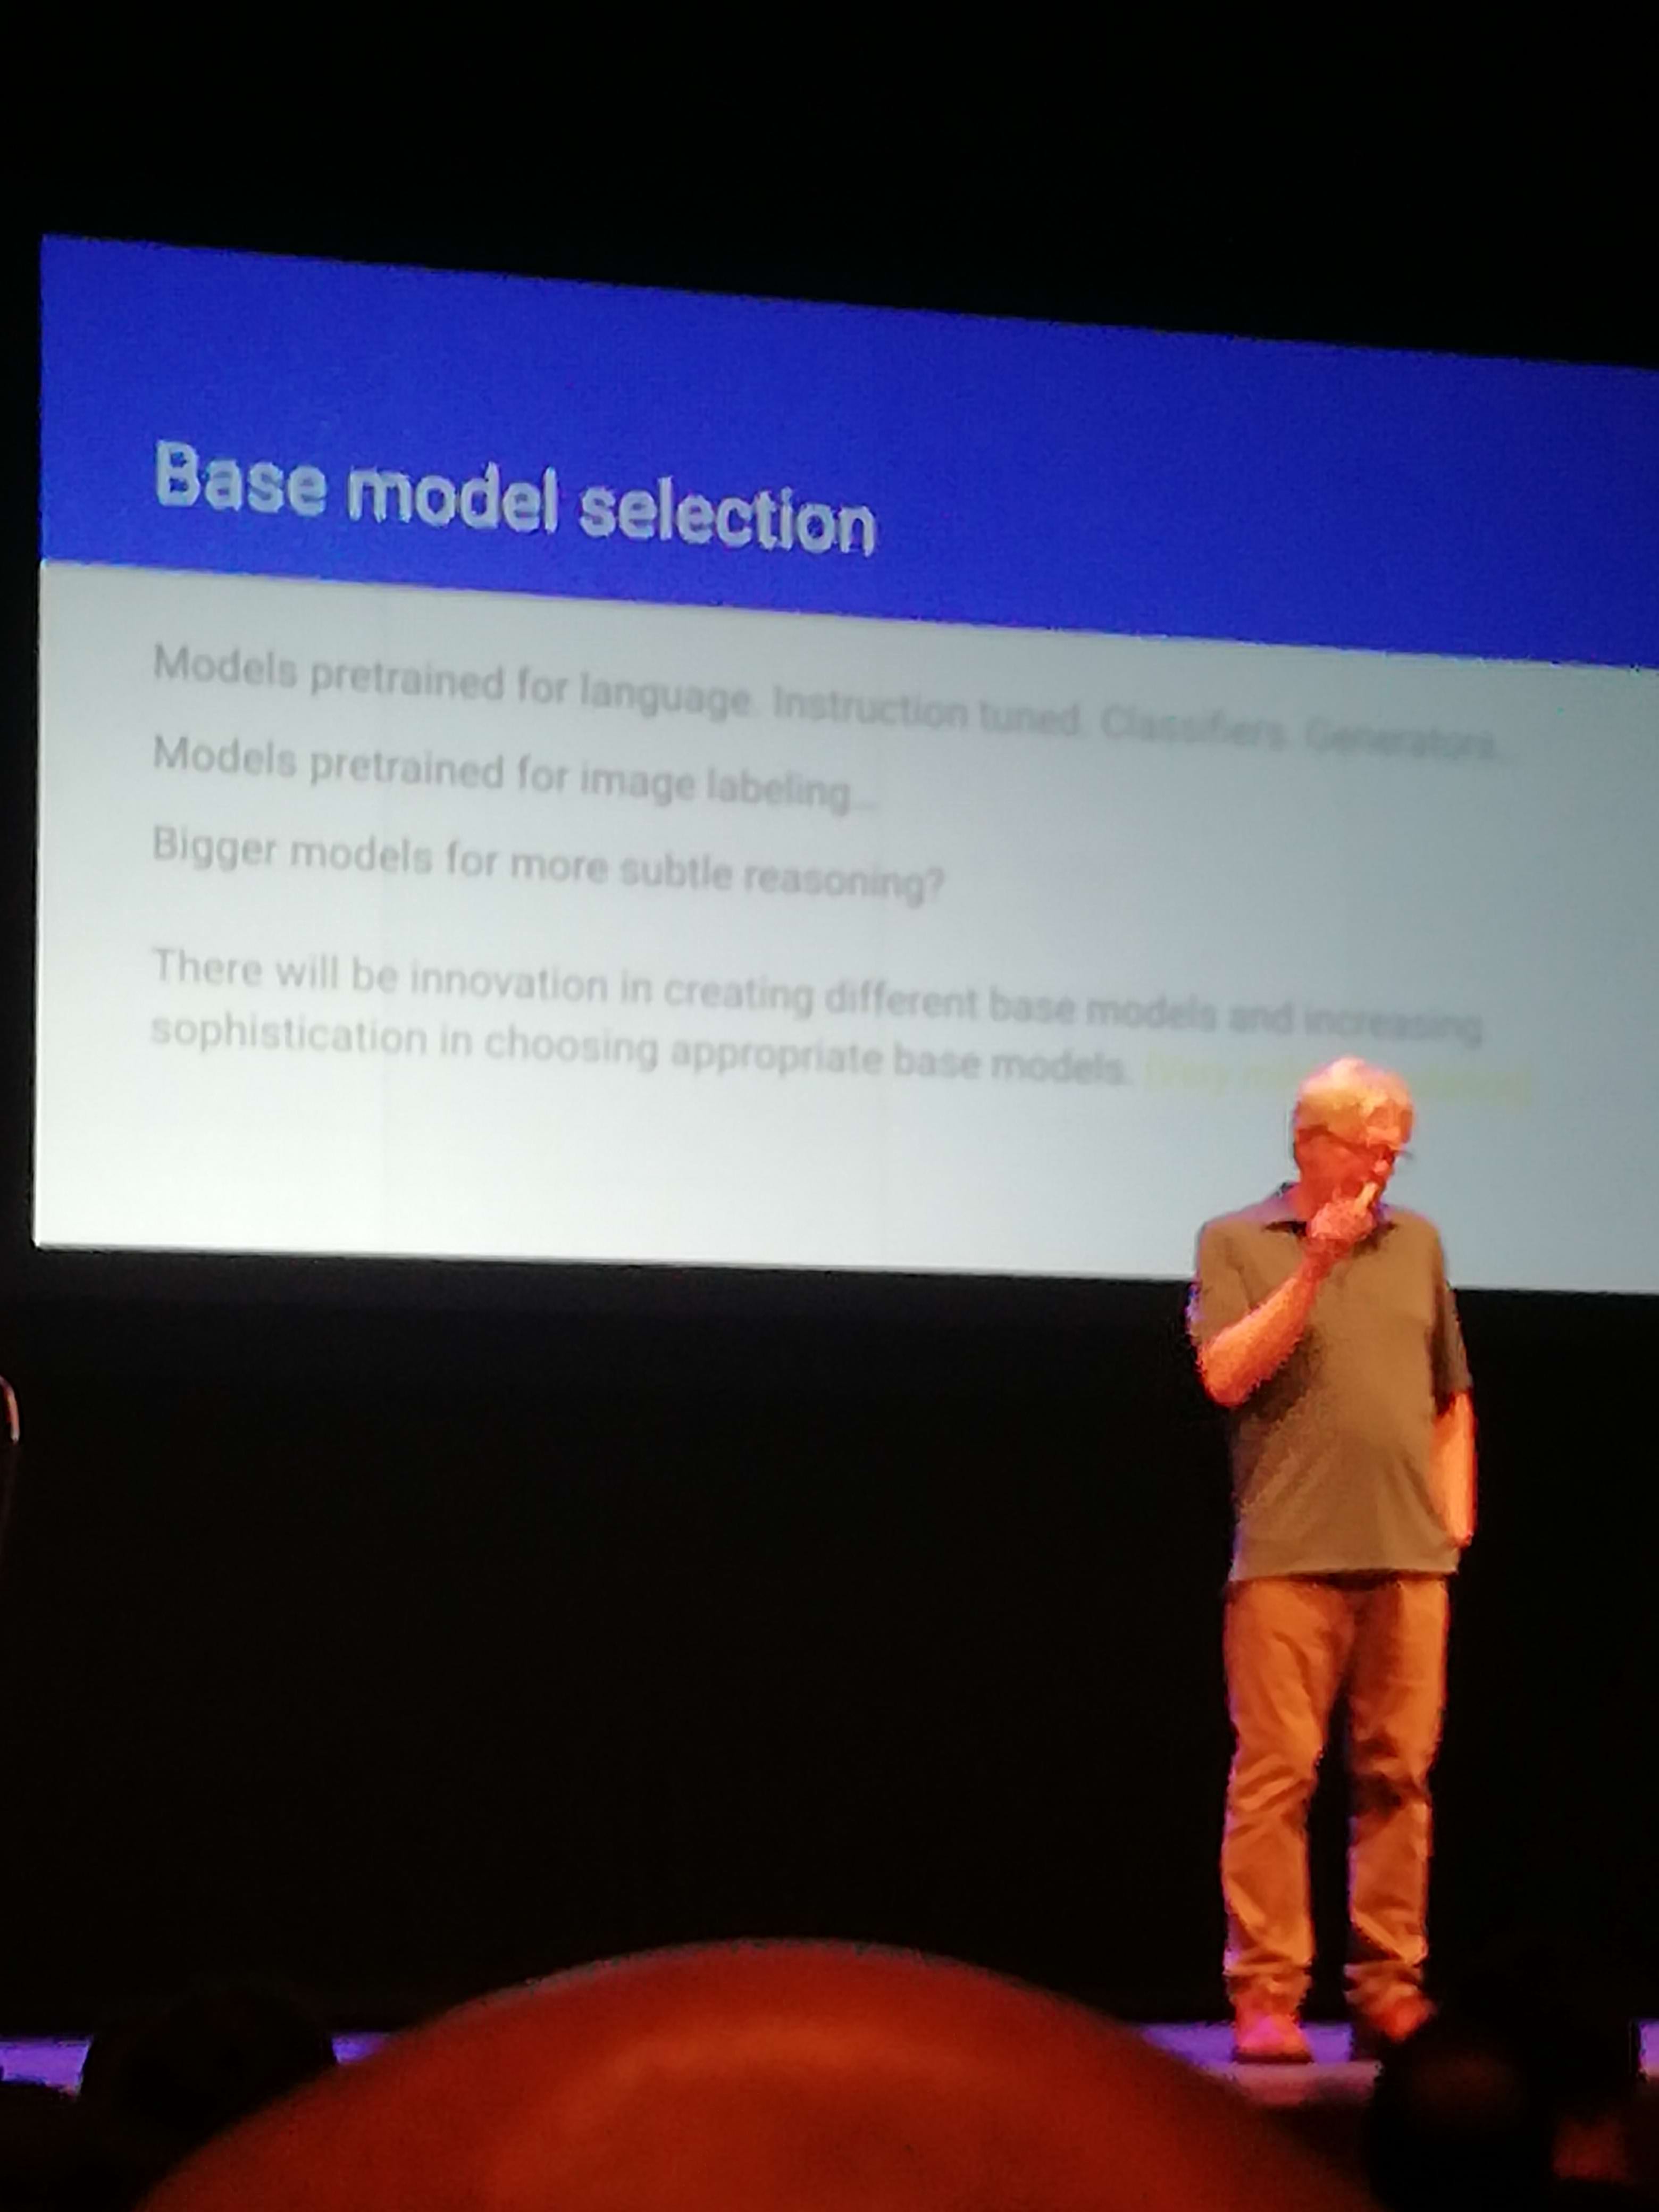 Base model selection
Models pretrained for language. Instruction tuned. Classifiers. Generators...
Models pretrained for image labeling...
Bigger models for more subtle reasoning?
There will be innovation in creating different base models and increasing
sophistication in choosing appropriate base models.